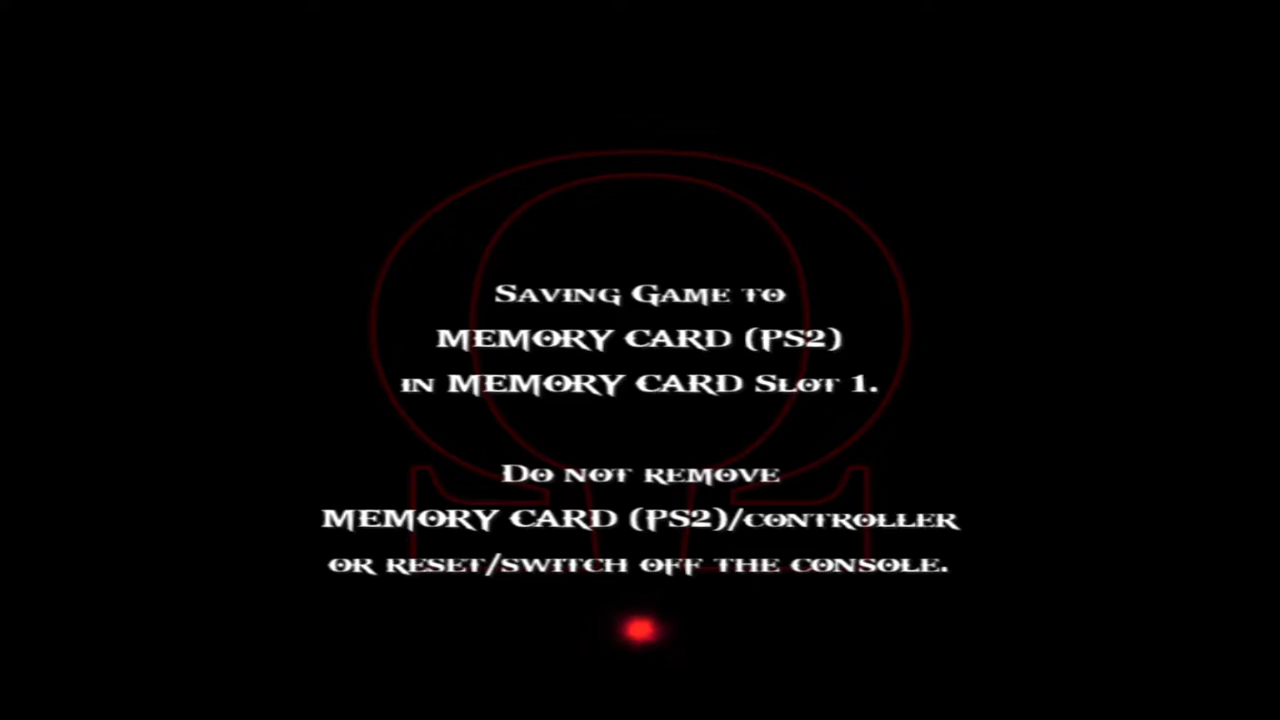 Saving Game to
MEMORY CARD (PS2)
in MEMORY CARD Slot 1.
Do not remove
MEMORY CARD (PS2)/controller
or reset/switch off the console.